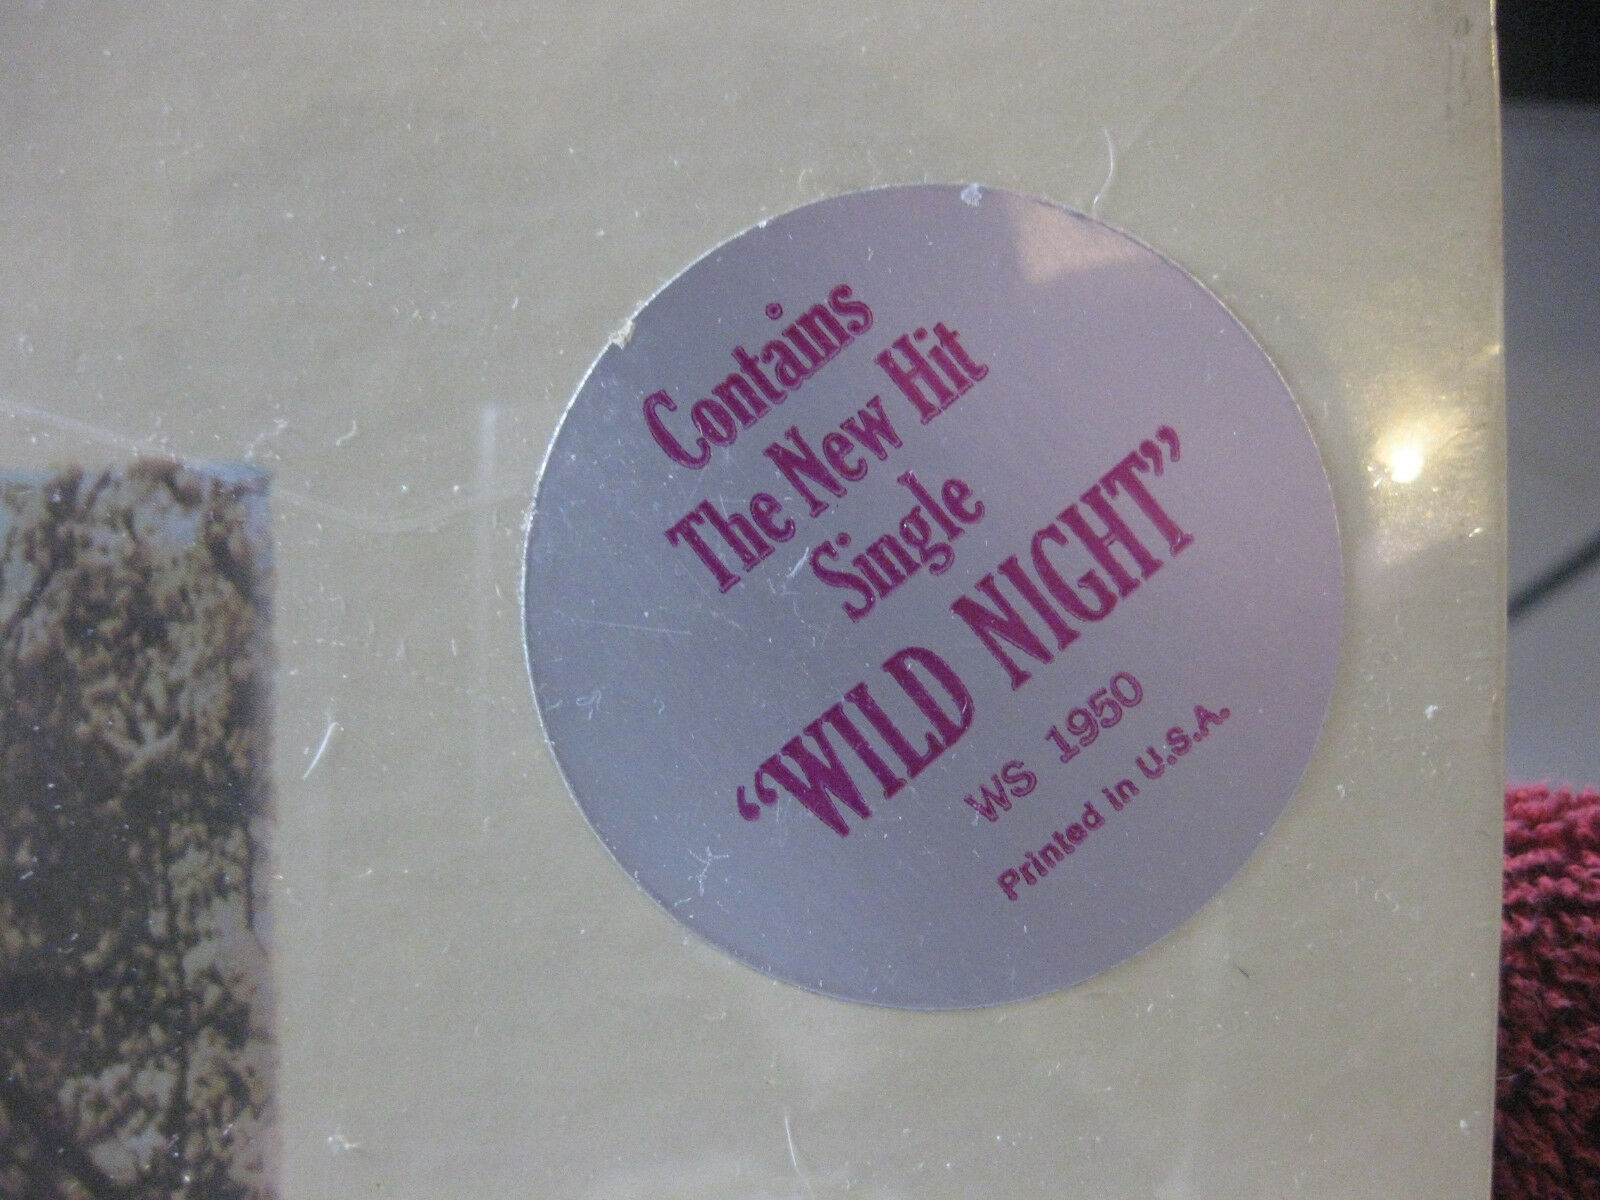 Contains
The New Hit
Single
“WILD NIGHT”
WS 1950
Printed in U.S.A.